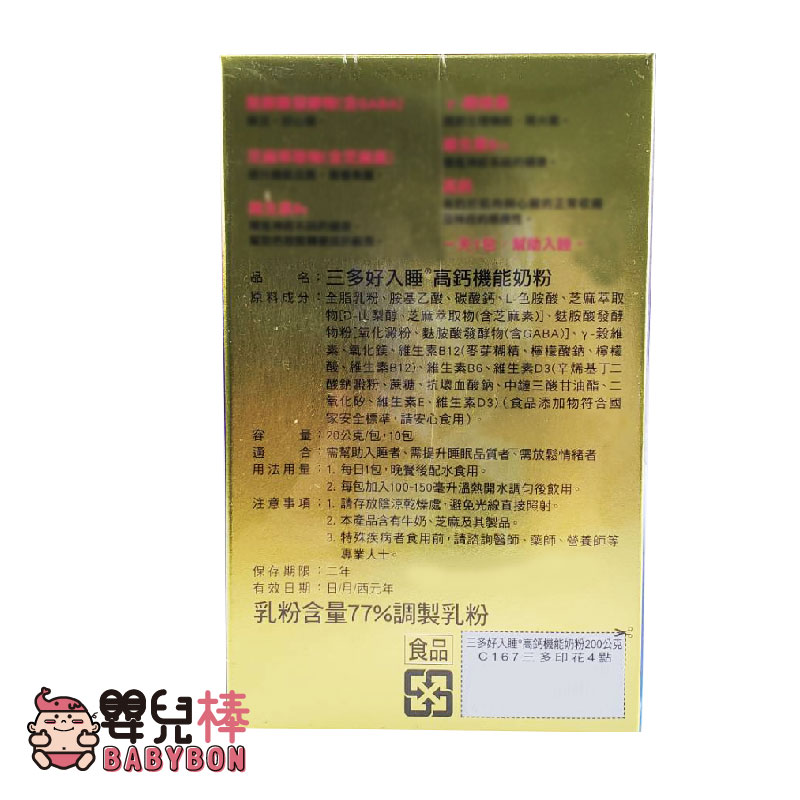 品名：三多好入睡®高鈣機能奶粉
原料成分：全脂乳粉、胺基乙酸、碳酸鈣、L-色胺酸、芝麻萃取
物[D-山梨醇、芝麻萃取物(含芝麻素)]、麩胺酸發酵
物粉[氧化澱粉、麩胺酸發酵物(含GABA)]、γ-穀維
素、氧化鎂、維生素B12(麥芽糊精、檸檬酸鈉、檸檬
酸、維生素B12)、維生素B6、維生素D3(辛烯基丁二
酸鈉澱粉、蔗糖、抗壞血酸鈉、中鏈三酸甘油酯、二
氧化矽、維生素E、維生素D3)（食品添加物符合國
家安全標準，請安心食用）。
容量：20公克/包，10包
適合：需幫助入睡者、需提升睡眠品質者、需放鬆情緒者
用法用量：1. 每日1包，晚餐後配水食用。
2. 每包加入100-150毫升溫熱開水調勻後飲用。
注意事項：1. 請存放陰涼乾燥處，避免光線直接照射。
2. 本產品含有牛奶、芝麻及其製品。
3. 特殊疾病者食用前，請諮詢醫師、藥師、營養師等
專業人士。
保存期限：二年
有效日期：日/月/西元年
乳粉含量77%調製乳粉
食品
三多好入睡®高鈣機能奶粉200公克
C167三多印花4點
嬰兒棒
BABYBON